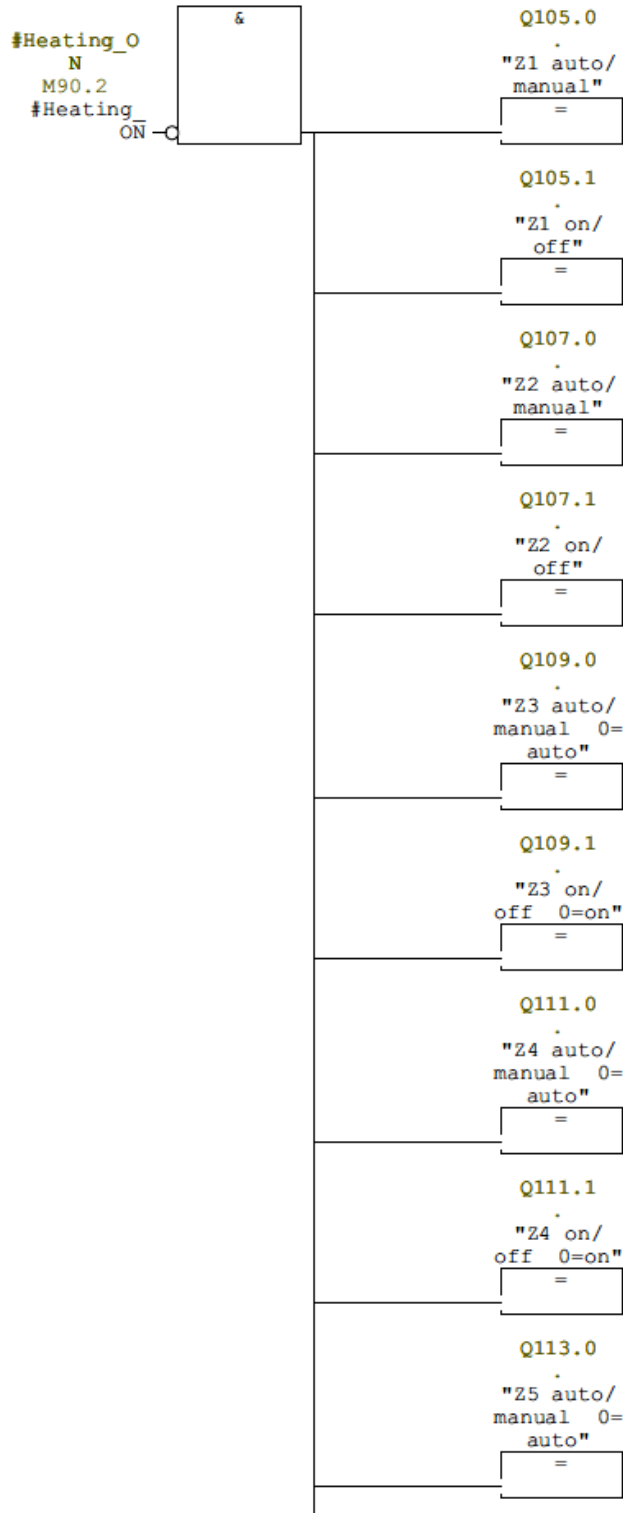 &
#Heating_O
N
M90.2
#Heating_
ON
Q105.0
.
"Z1 auto/
manual"
=
Q105.1
.
"Z1 on/
off"
=
Q107.0
.
"Z2 auto/
manual"
=
Q107.1
.
"Z2 on/
off"
=
Q109.0
.
"Z3 auto/
manual  0=
auto"
=
Q109.1
.
"Z3 on/
off  0=on"
=
Q111.0
.
"Z4 auto/
manual  0=
auto"
=
Q111.1
.
"Z4 on/
off  0=on"
=
Q113.0
.
"Z5 auto/
manual  0=
auto"
=